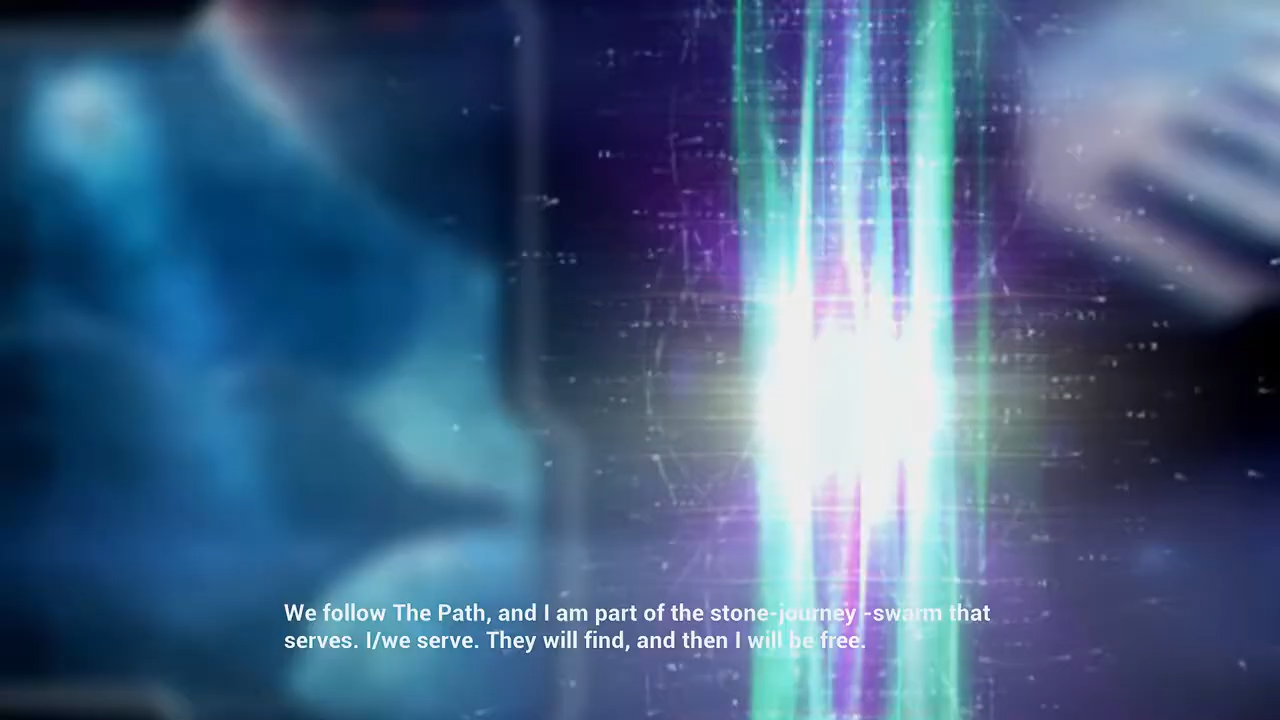 We follow The Path, and I am part of the stone-journey -swarm that
serves. I/we serve. They will find, and then I will be free.